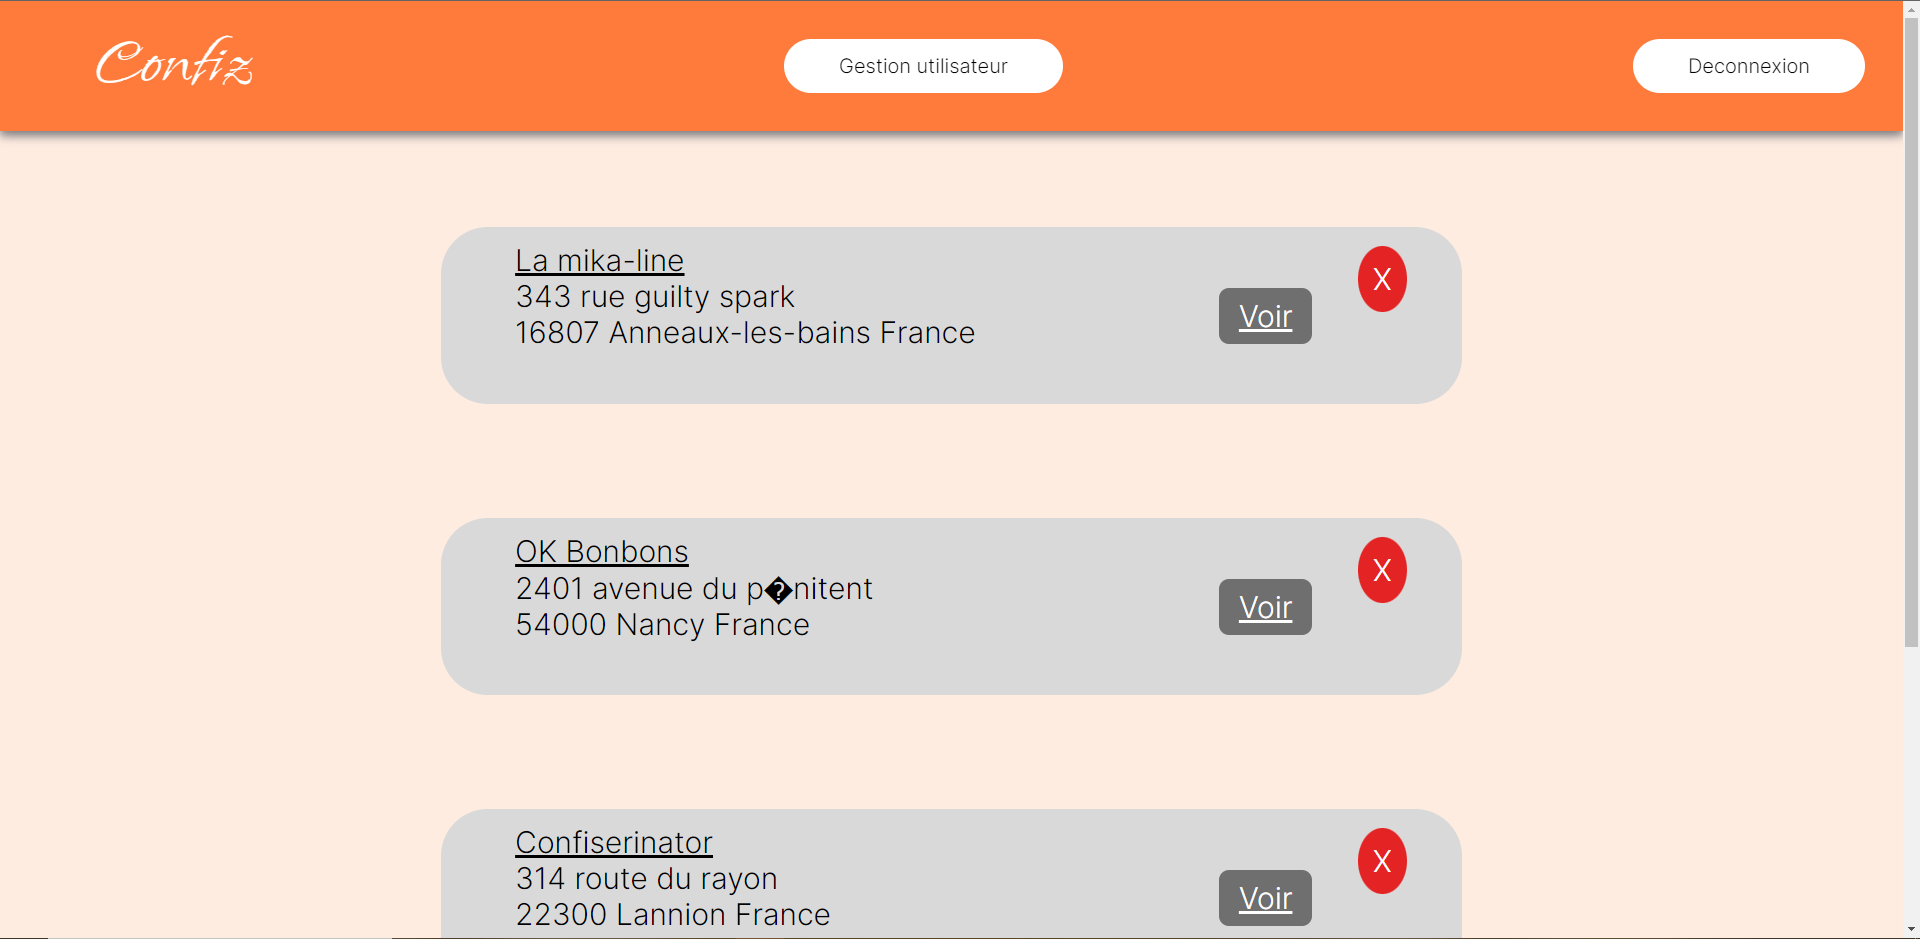 Confiz
Gestion utilisateur
Deconnexion
La mika-line
343 rue guilty spark
16807 Anneaux-les-bains France
Voir
X
OK Bonbons
2401 avenue du p�nitent
54000 Nancy France
Voir
X
Confiserinator
314 route du rayon
22300 Lannion France
Voir
X